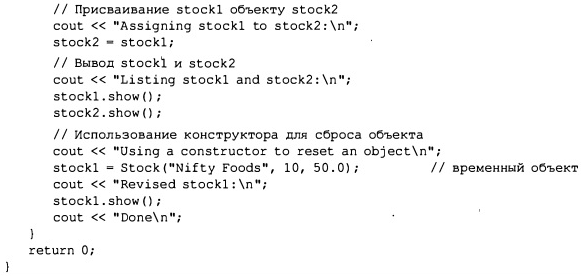 // Присваивание stock1 объекту stock2
cout << "Assigning stock1 to stock2:\n";
stock2 = stock1;
// Вывод stock1 и stock2
cout << "Listing stock1 and stock2:\n";
stock1.show();
stock2.show();
// Использование конструктора для сброса объекта
cout << "Using a constructor to reset an object\n";
stock1 = Stock("Nifty Foods", 10, 50.0); // временный объект
cout << "Revised stock1:\n";
stock1.show();
cout << "Done\n";
}
return 0;
}